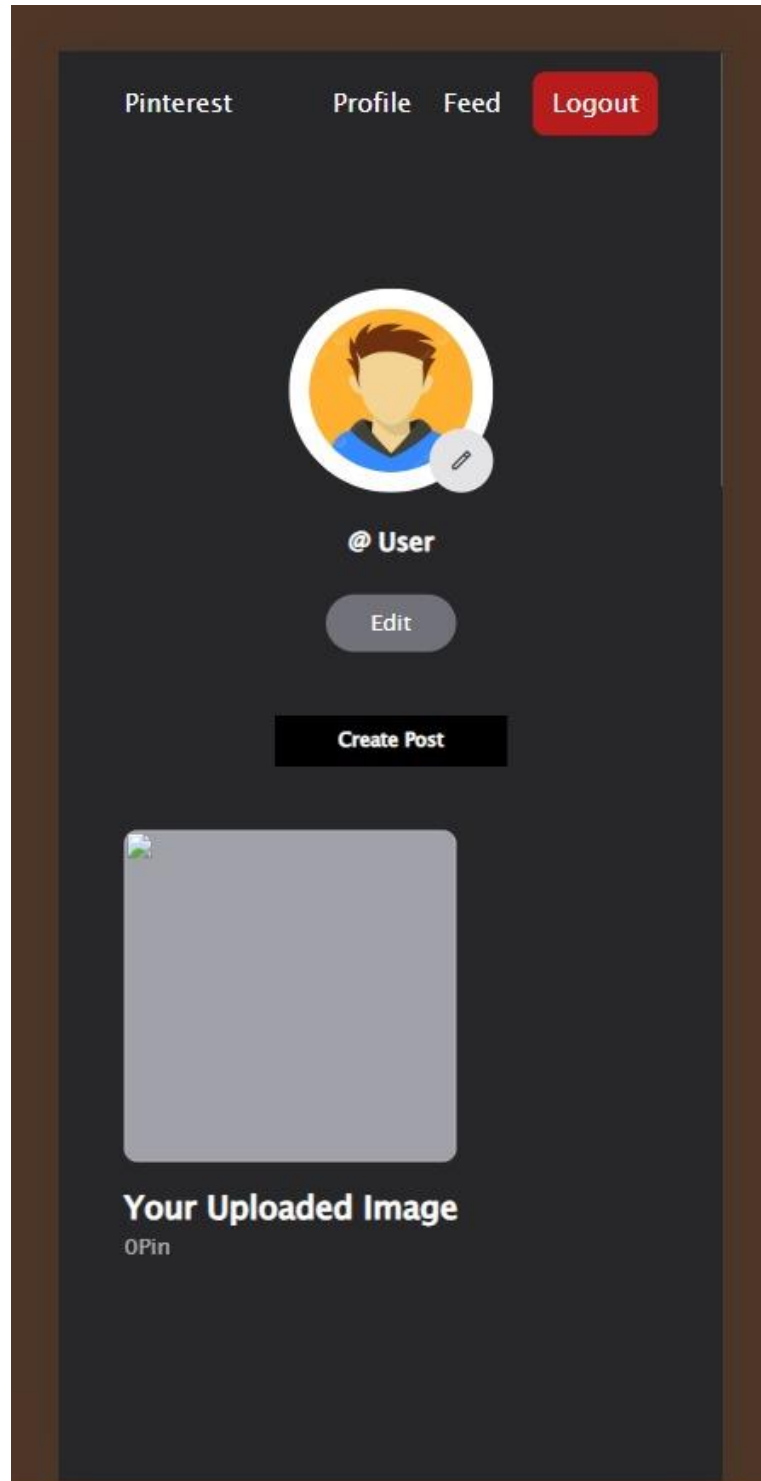 Pinterest Profile Feed Logout
@ User
Edit
Create Post
Your Uploaded Image
0Pin